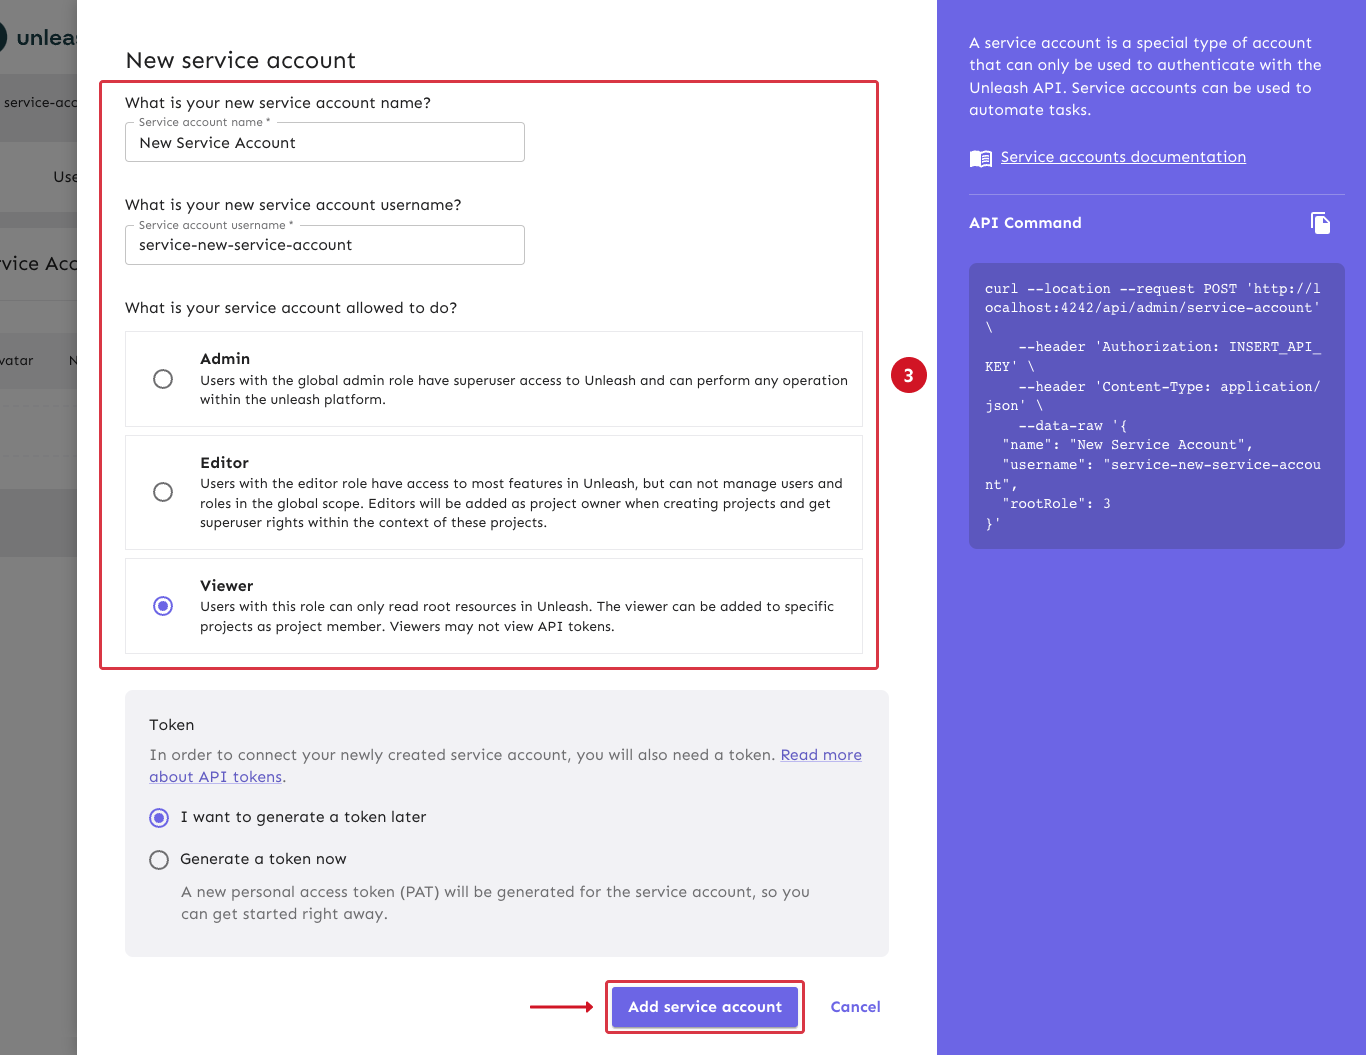 unleas
service-acc
Use
rvice Acc
vatar
N
New service account
What is your new service account name?
Service account name *
New Service Account
What is your new service account username?
Service account username *
service-new-service-account
What is your service account allowed to do?
Admin
Users with the global admin role have superuser access to Unleash and can perform any operation
within the unleash platform.
Editor
Users with the editor role have access to most features in Unleash, but can not manage users and
roles in the global scope. Editors will be added as project owner when creating projects and get
superuser rights within the context of these projects.
Viewer
Users with this role can only read root resources in Unleash. The viewer can be added to specific
projects as project member. Viewers may not view API tokens.
3
Token
In order to connect your newly created service account, you will also need a token. Read more
about API tokens.
I want to generate a token later
Generate a token now
A new personal access token (PAT) will be generated for the service account, so you
can get started right away.
Add service account
Cancel
A service account is a special type of account
that can only be used to authenticate with the
Unleash API. Service accounts can be used to
automate tasks.
Service accounts documentation
API Command
curl --location --request POST 'http://l
ocalhost:4242/api/admin/service-account'
\
--header 'Authorization: INSERT_API_
KEY' \
--header 'Content-Type: application/
json' \
--data-raw '{
"name": "New Service Account",
"username": "service-new-service-accou
nt",
"rootRole": 3
}'